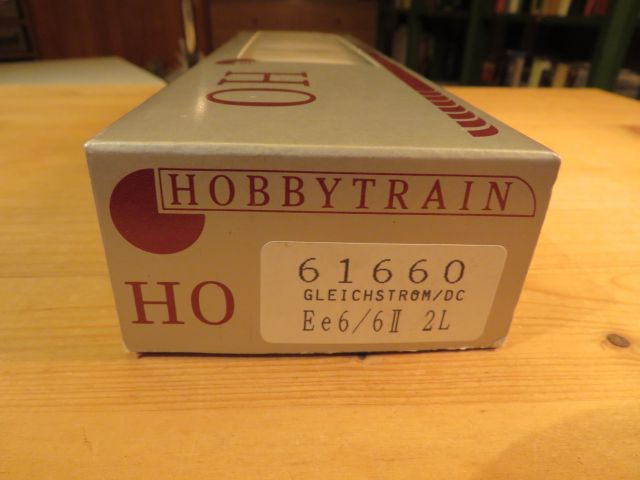 HO
HOBBYTRAIN
HO
61660
GLEICHSTROM/DC
Ee6/6II 2L